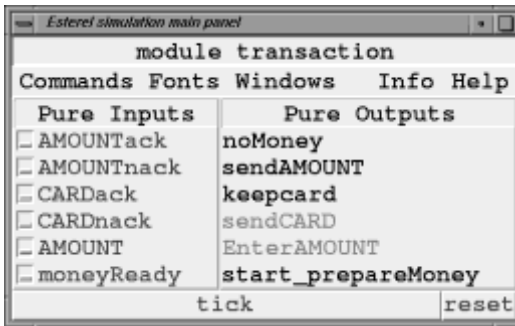 Esterel simulation main panel
module transaction
Commands Fonts Windows Info Help
Pure Inputs Pure Outputs
AMOUNTack noMoney
AMOUNTnack sendAMOUNT
CARDack keepcard
CARDnack sendCARD
AMOUNT EnterAMOUNT
moneyReady start_prepareMoney
tick reset